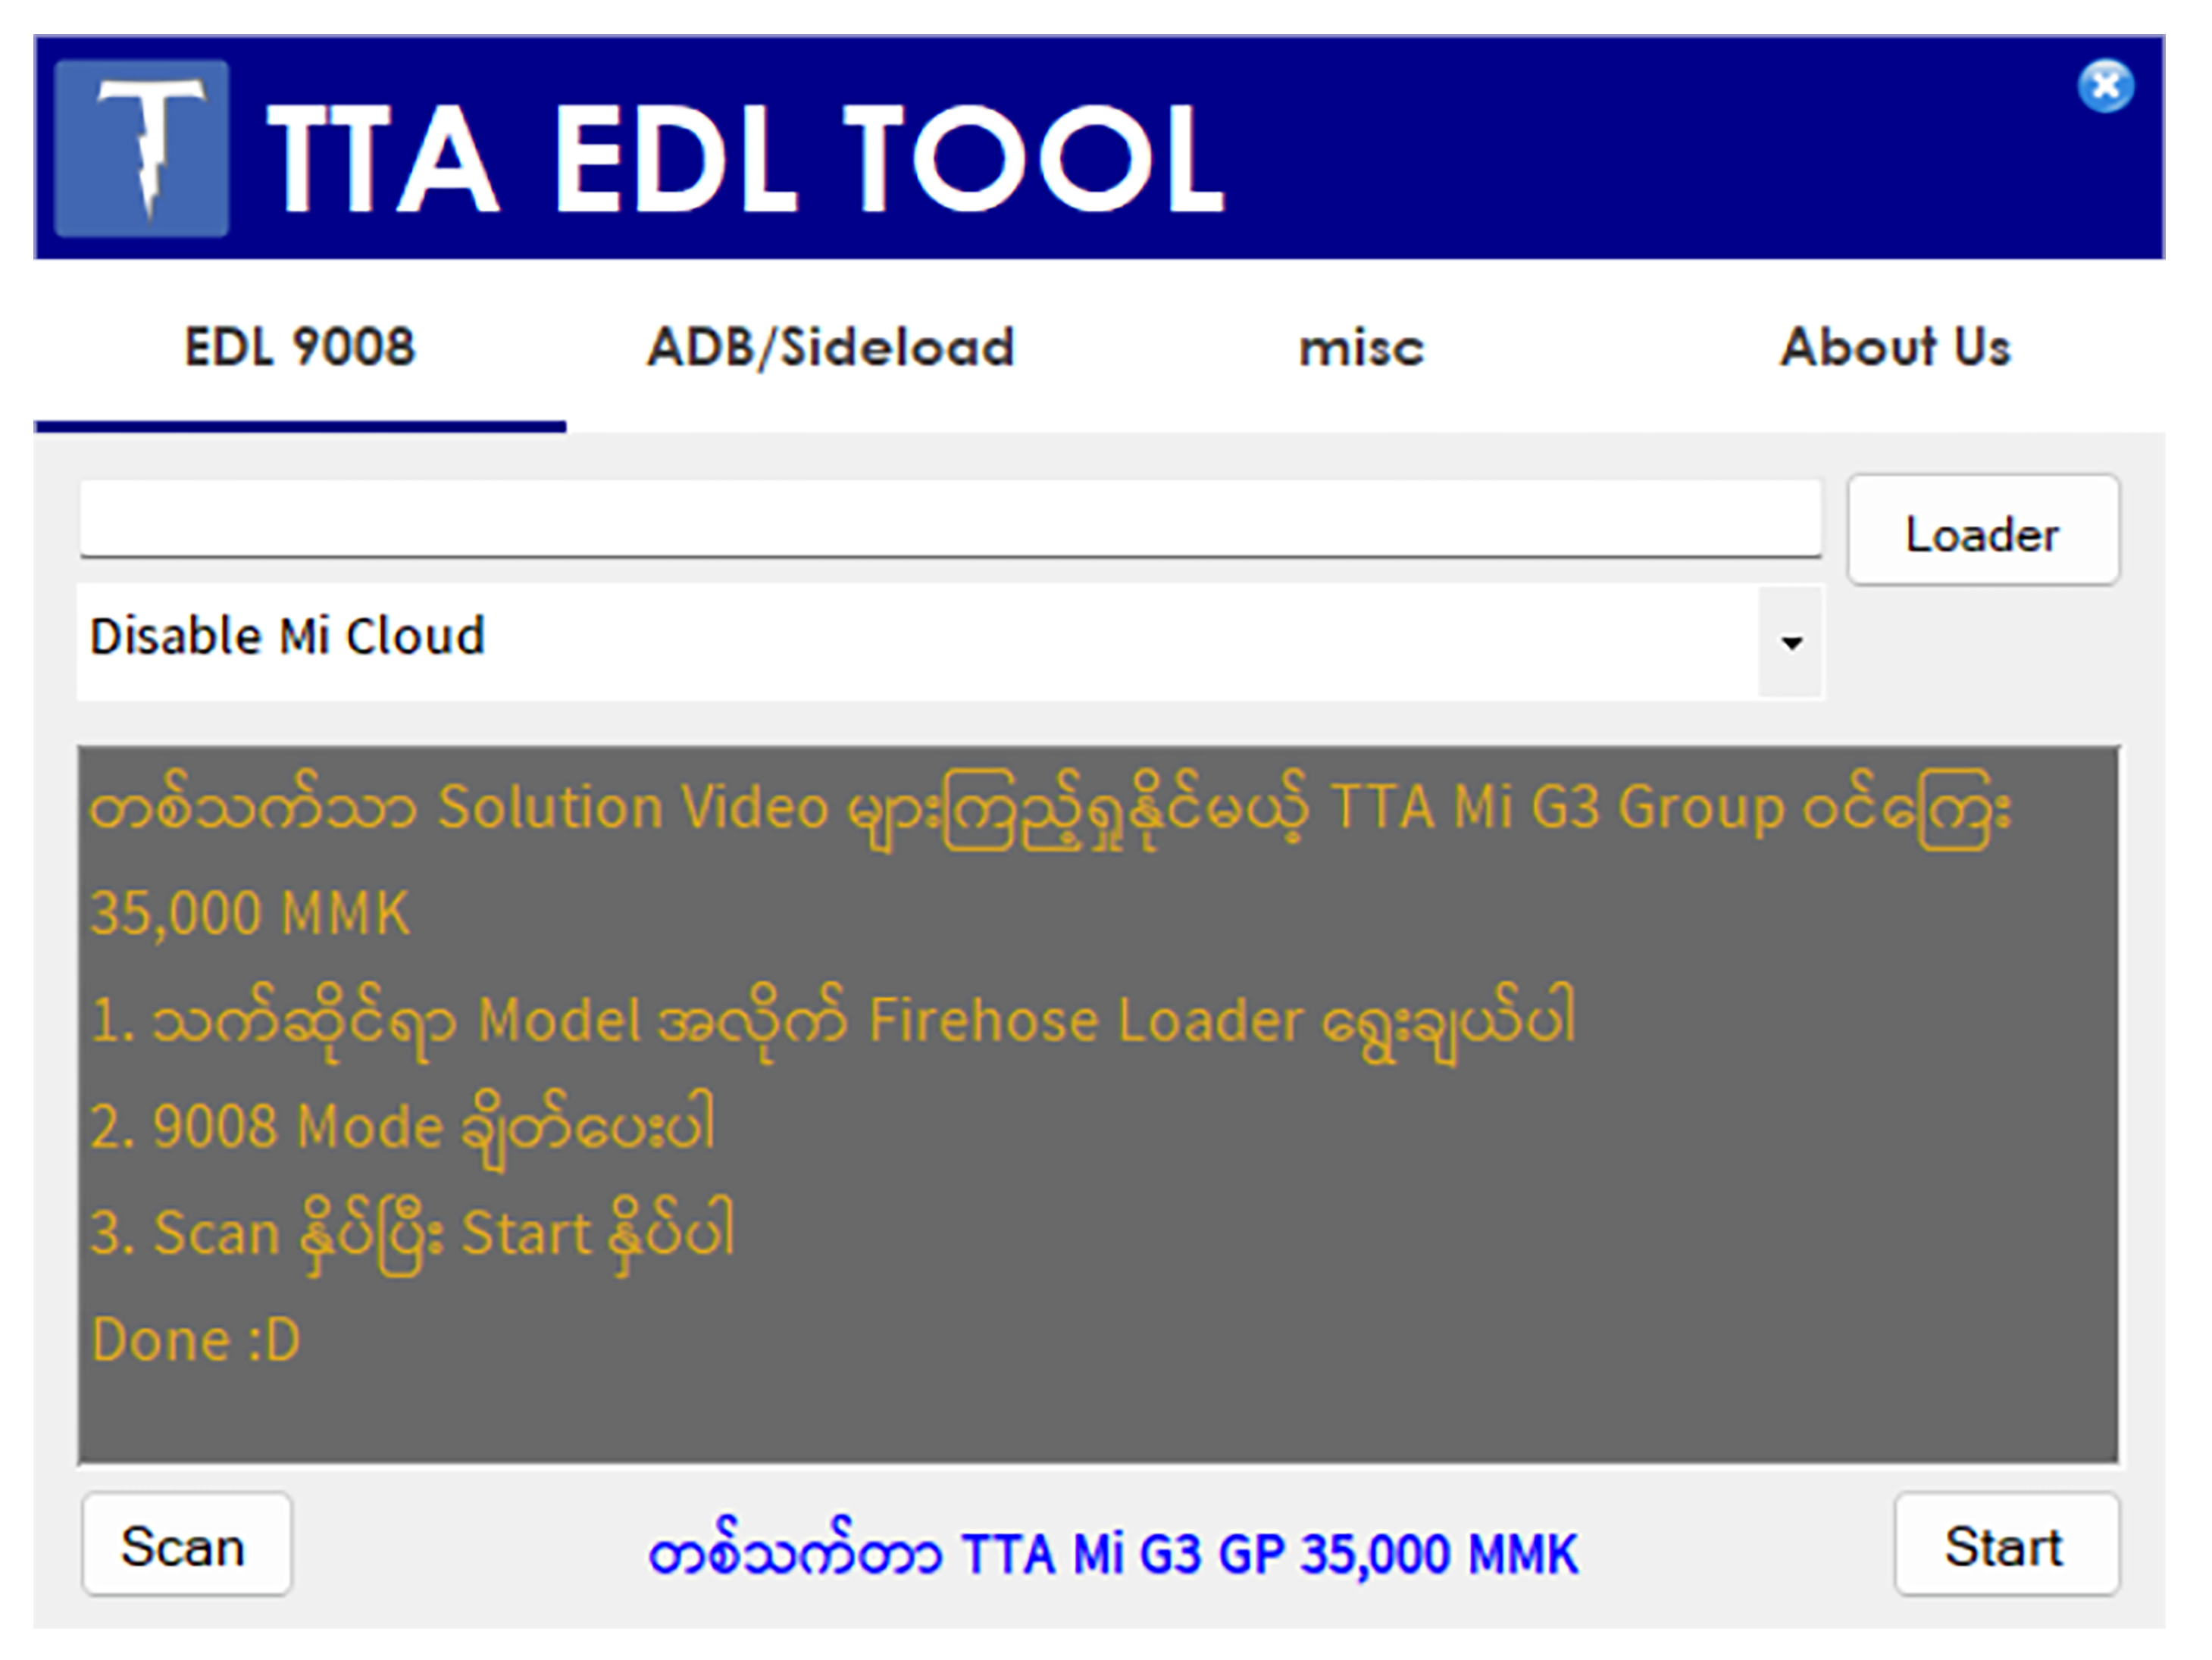 T TTA EDL TOOL
EDL 9008 ADB/Sideload misc About Us
Loader
Disable Mi Cloud
တစ်သက်သာ Solution Video များကြည့်ရှုနိုင်မယ့် TTA Mi G3 Group ဝင်ကြေး
35,000 MMK
1. သက်ဆိုင်ရာ Model အလိုက် Firehose Loader ရွေးချယ်ပါ
2. 9008 Mode ချိတ်ပေးပါ
3. Scan နှိပ်ပြီး Start နှိပ်ပါ
Done :D
Scan တစ်သက်တာ TTA Mi G3 GP 35,000 MMK Start